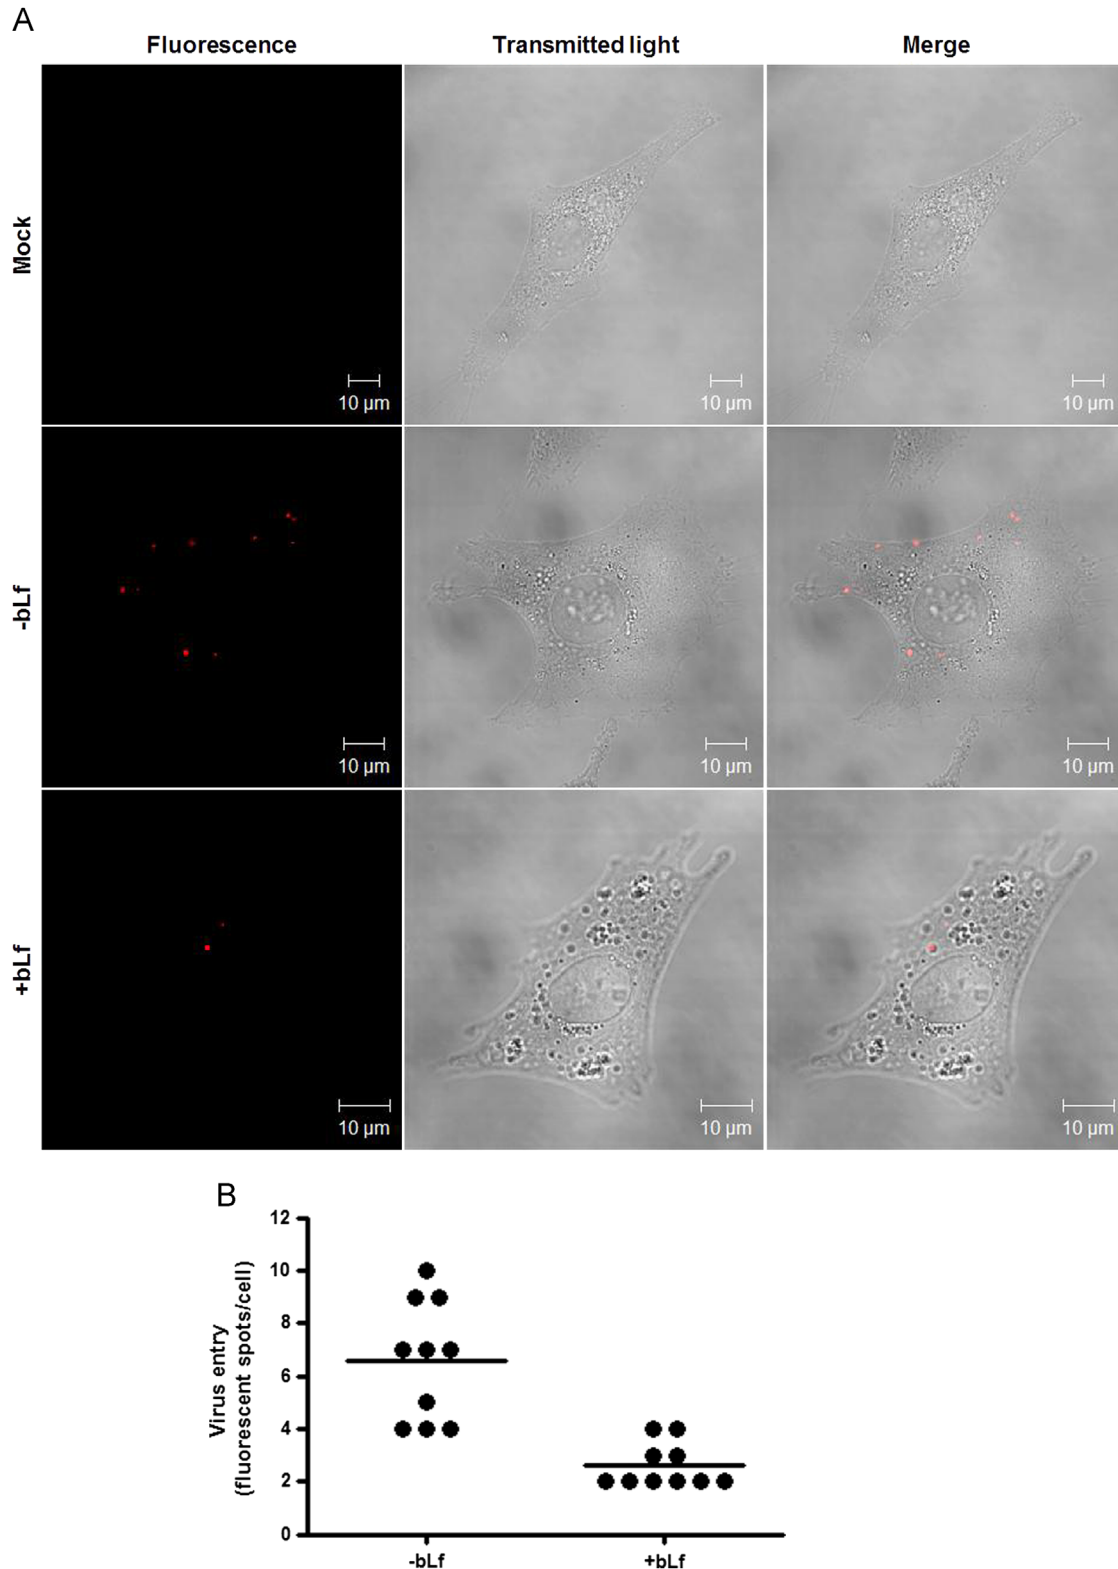 A
Fluorescence Transmitted light Merge
Mock
10 µm 10 µm 10 µm
-bLf
10 µm 10 µm 10 µm
+bLf
10 µm 10 µm 10 µm
B
Virus entry
(fluorescent spots/cell)
12
10
8
6
4
2
0
-bLf +bLf